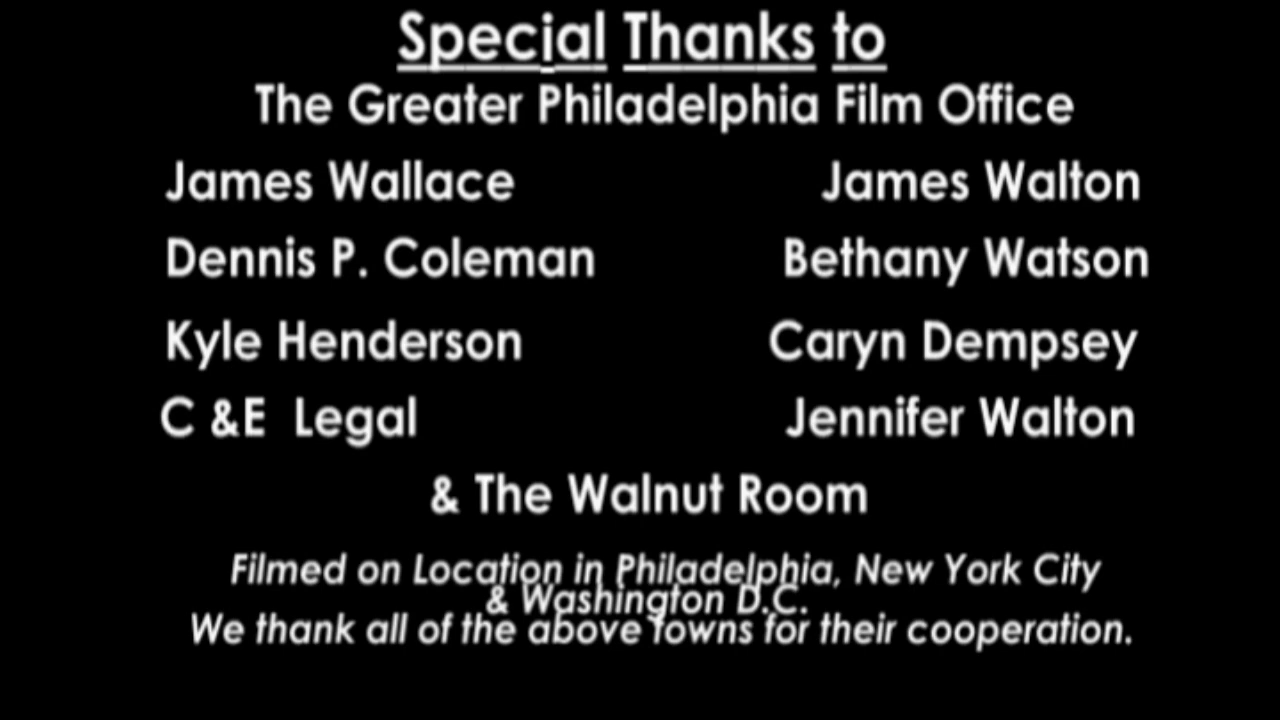 Special Thanks to
The Greater Philadelphia Film Office
James Wallace James Walton
Dennis P. Coleman Bethany Watson
Kyle Henderson Caryn Dempsey
C &E Legal Jennifer Walton
& The Walnut Room
Filmed on Location in Philadelphia, New York City
& Washington D.C.
We thank all of the above towns for their cooperation.